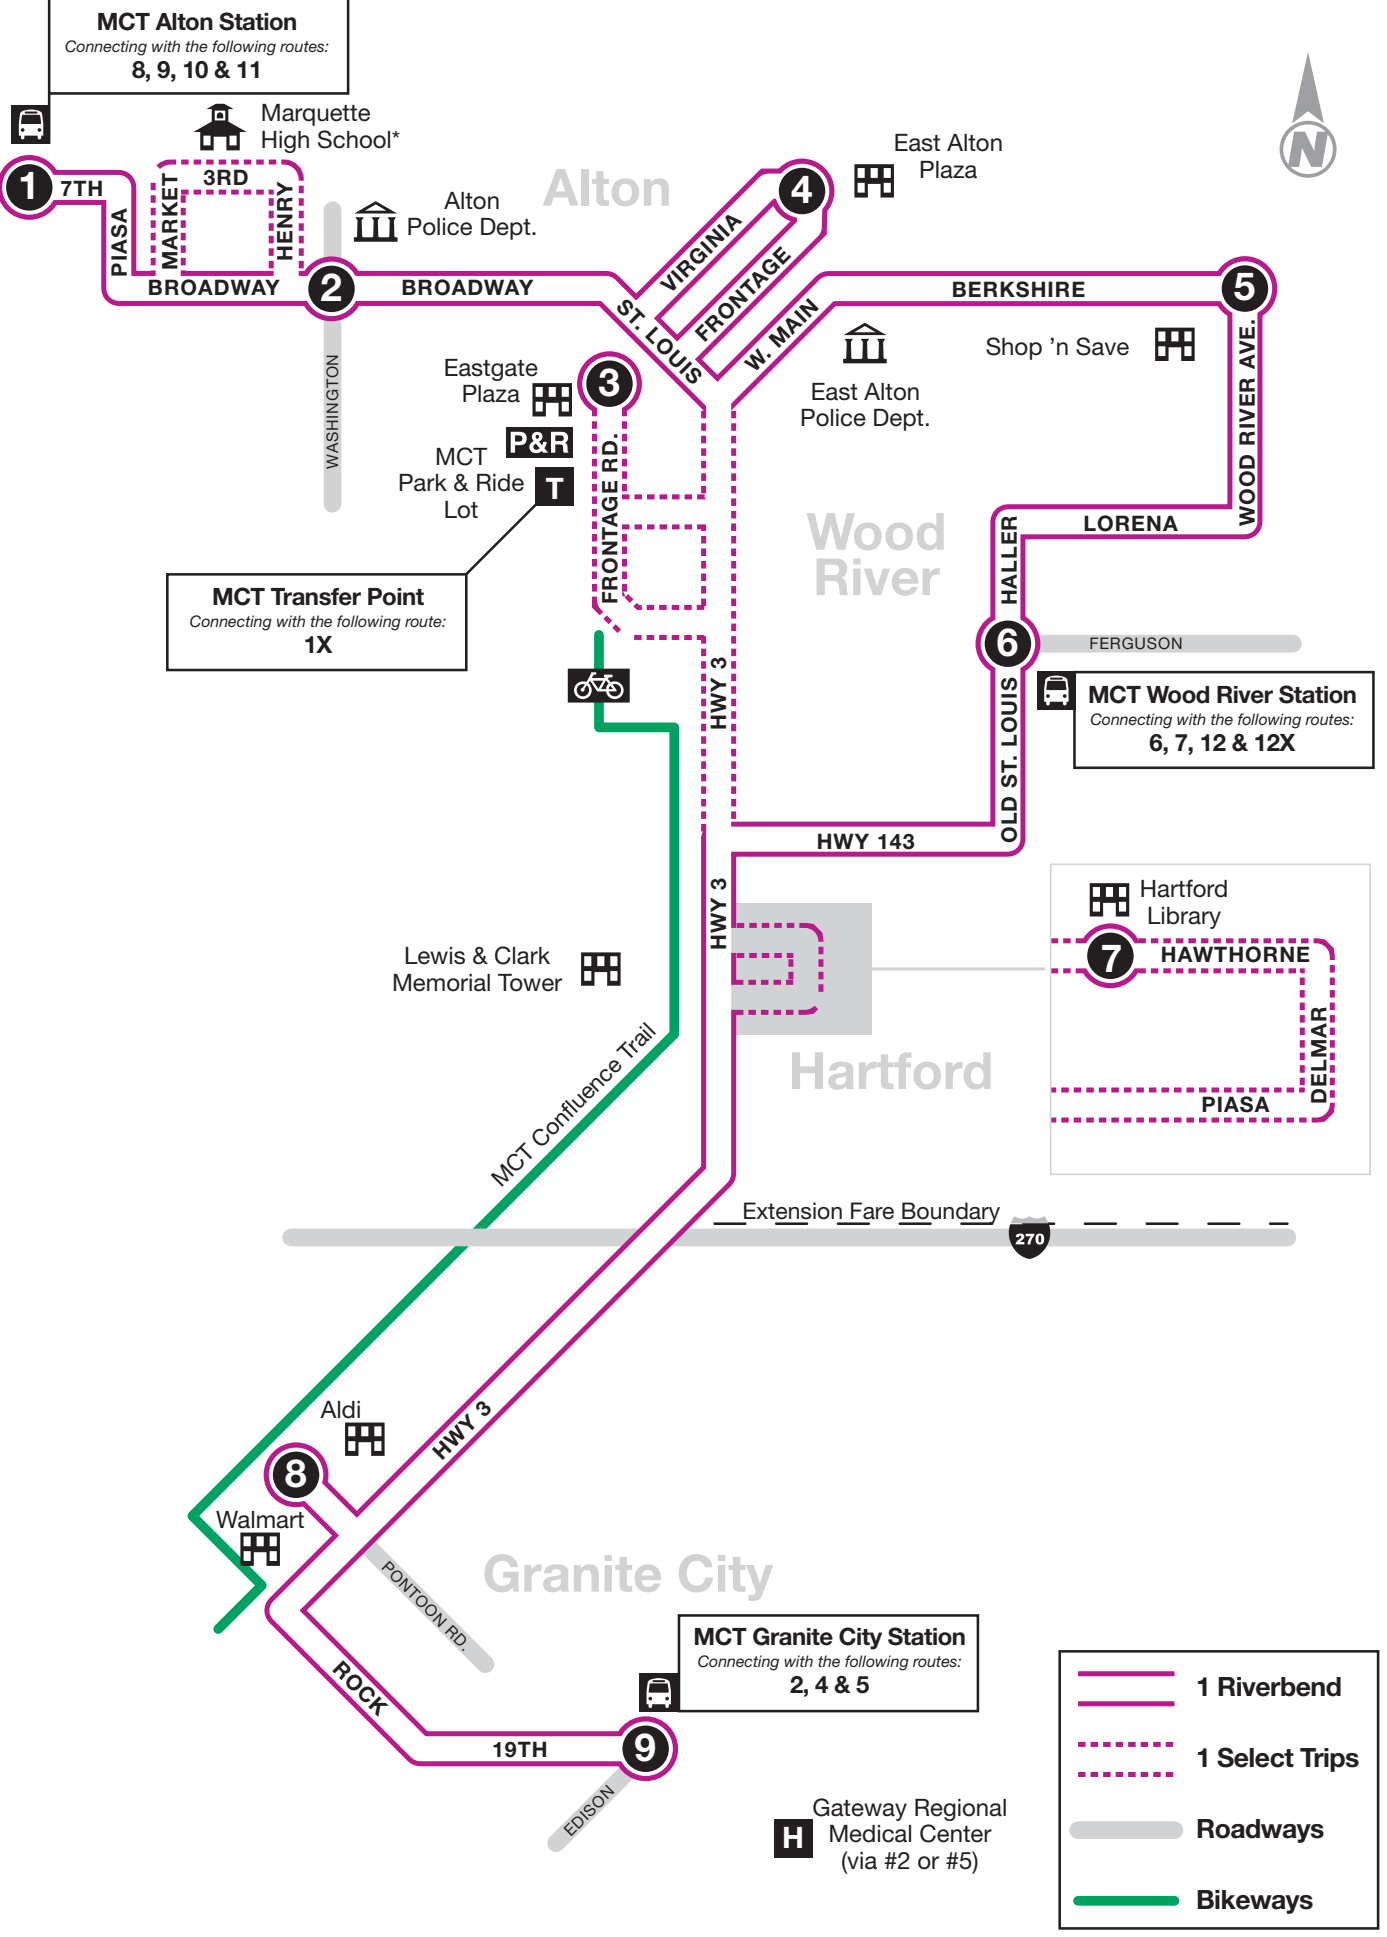 MCT Alton Station
Connecting with the following routes:
8, 9, 10 & 11
Marquette
High School*
1
7TH
PIASA
MARKET
3RD
HENRY
BROADWAY
2
WASHINGTON
Alton
Police Dept.
Alton
BROADWAY
ST. LOUIS
VIRGINIA
FRONTAGE
4
East Alton
Plaza
N
W. MAIN
BERKSHIRE
5
East Alton
Police Dept.
Shop ’n Save
WOOD RIVER AVE.
LORENA
HALLER
Eastgate
Plaza
3
P&R
MCT
Park & Ride
Lot
T
FRONTAGE RD.
MCT Transfer Point
Connecting with the following route:
1X
Wood
River
6
FERGUSON
MCT Wood River Station
Connecting with the following routes:
6, 7, 12 & 12X
OLD ST. LOUIS
HWY 3
HWY 143
HWY 3
Hartford
Library
7
HAWTHORNE
DELMAR
PIASA
Lewis & Clark
Memorial Tower
Hartford
MCT Confluence Trail
Extension Fare Boundary
270
Aldi
HWY 3
8
Walmart
PONTOON RD.
Granite City
ROCK
19TH
9
EDISON
MCT Granite City Station
Connecting with the following routes:
2, 4 & 5
H
Gateway Regional
Medical Center
(via #2 or #5)
1 Riverbend
1 Select Trips
Roadways
Bikeways